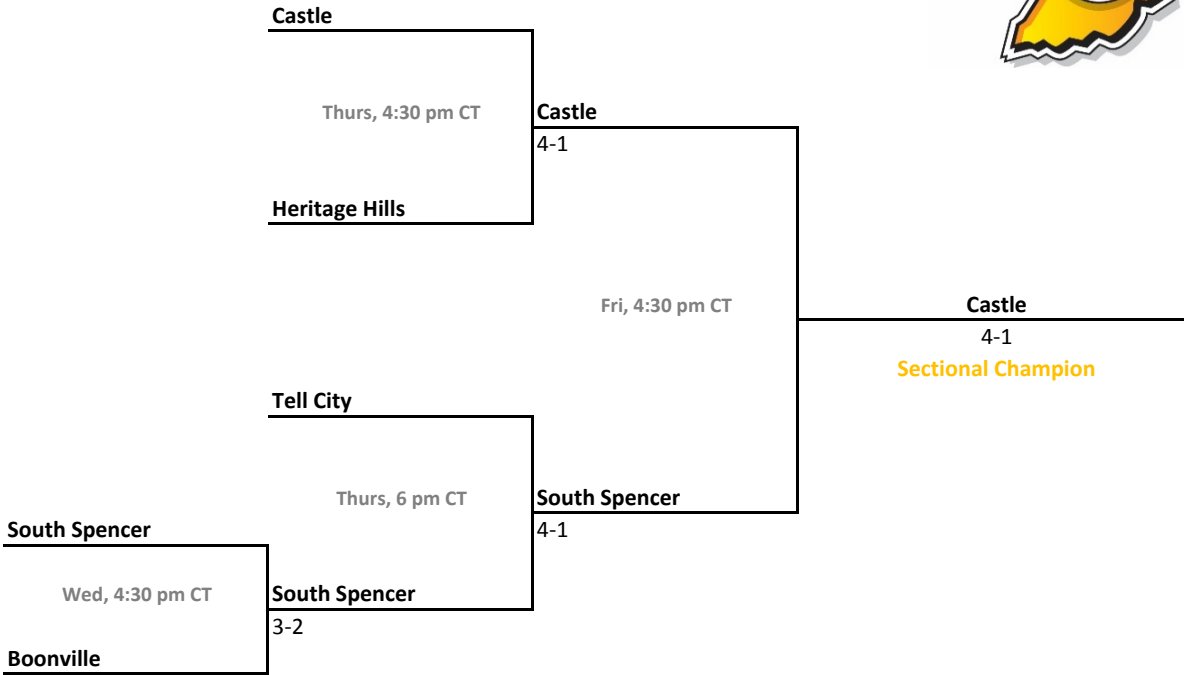 Castle
Thurs, 4:30 pm CT
Castle
4-1
Heritage Hills
Fri, 4:30 pm CT
Castle
4-1
Sectional Champion
Tell City
Thurs, 6 pm CT
South Spencer
4-1
South Spencer
Wed, 4:30 pm CT
South Spencer
3-2
Boonville